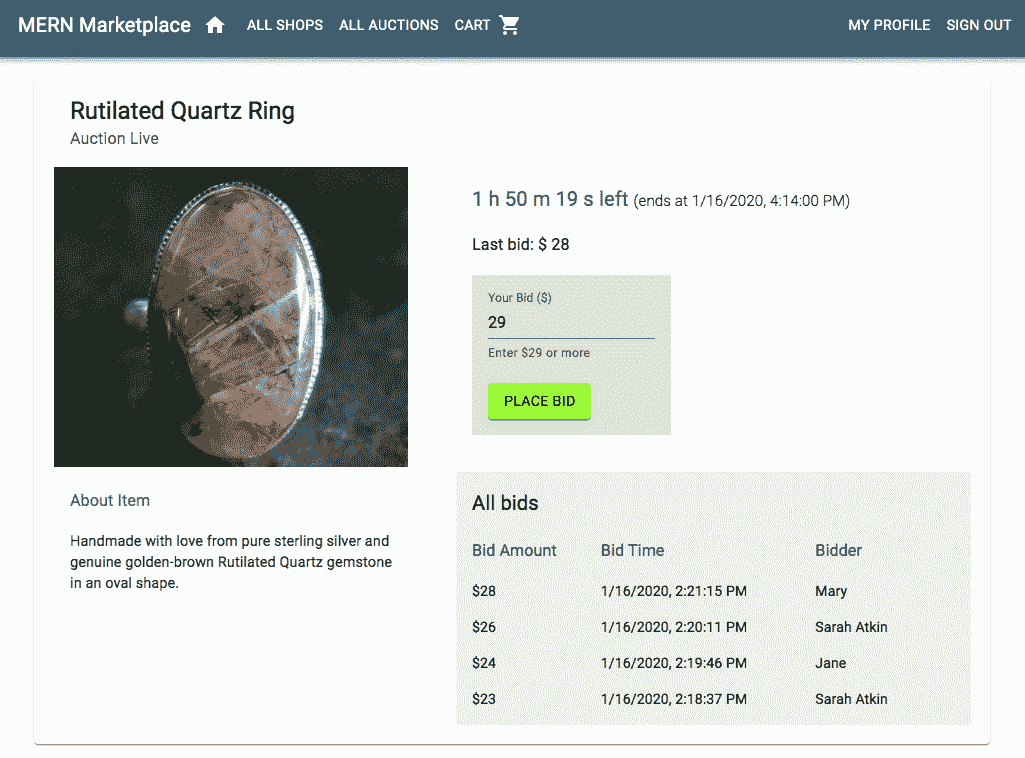 MERN Marketplace ALL SHOPS ALL AUCTIONS CART MY PROFILE SIGN OUT
Rutilated Quartz Ring
Auction Live
1 h 50 m 19 s left (ends at 1/16/2020, 4:14:00 PM)
Last bid: $ 28
Your Bid ($)
29
Enter $29 or more
PLACE BID
About Item
Handmade with love from pure sterling silver and
genuine golden-brown Rutilated Quartz gemstone
in an oval shape.
All bids
Bid Amount Bid Time Bidder
$28 1/16/2020, 2:21:15 PM Mary
$26 1/16/2020, 2:20:11 PM Sarah Atkin
$24 1/16/2020, 2:19:46 PM Jane
$23 1/16/2020, 2:18:37 PM Sarah Atkin